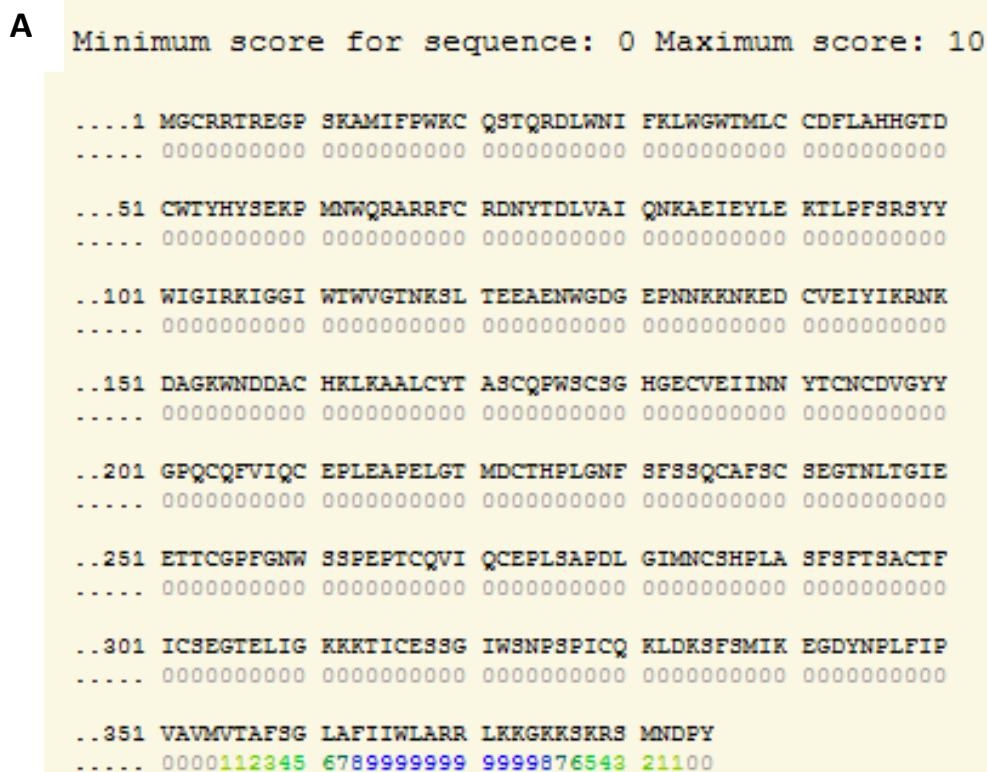 A
Minimum score for sequence: 0 Maximum score: 10
....1 MGCRRTREGP SKAMIFPWKC QSTQRDLWNI FKLWGWTMLC CDFLAHHGTD
..... 0000000000 0000000000 0000000000 0000000000 0000000000
...51 CWTYHYSEKP MNWQRARRFC RDNYTDLVAI QNKAEIEYLE KTLPFSRSYY
..... 0000000000 0000000000 0000000000 0000000000 0000000000
..101 WIGIRKIGGI WTWVGTNKSL TEEAENWGDG EPNNKKNKED CVEIYIKRNK
..... 0000000000 0000000000 0000000000 0000000000 0000000000
..151 DAGKWNDDAC HKLKAALCYT ASCQPWSCSG HGECVEIINN YTCNCDVGYY
..... 0000000000 0000000000 0000000000 0000000000 0000000000
..201 GPQCQFVIQC EPLEAPELGT MDCTHPLGNF SFSSQCAFSC SEGTNLTGIE
..... 0000000000 0000000000 0000000000 0000000000 0000000000
..251 ETTCGPFGNW SSPEPTCQVI QCEPLSAPDL GIMNCSHPLA SFSFTSACTF
..... 0000000000 0000000000 0000000000 0000000000 0000000000
..301 ICSEGTELIG KKKTICESSG IWSNPSPICQ KLDKSFSMIK EGDYNPLFIP
..... 0000000000 0000000000 0000000000 0000000000 0000000000
..351 VAVMVTAFSG LAFIIWLARR LKKGKKSKRS MNDPY
..... 0000112345 6789999999 9999876543 21100